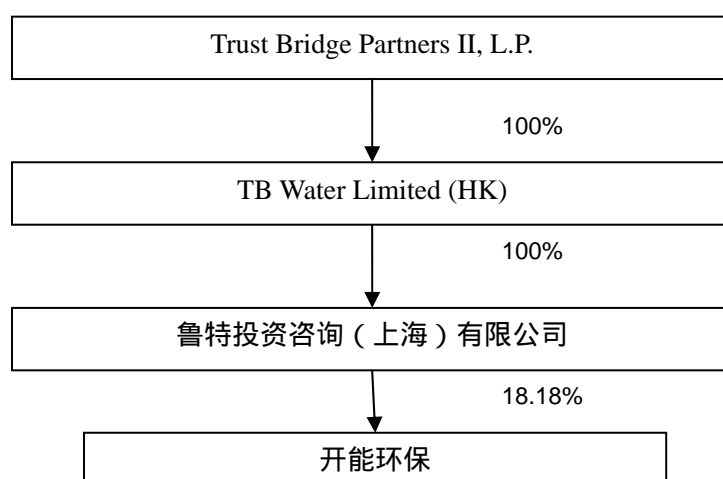 Trust Bridge Partners II, L.P.
100%
TB Water Limited (HK)
100%
鲁特投资咨询（上海）有限公司
18.18%
开能环保